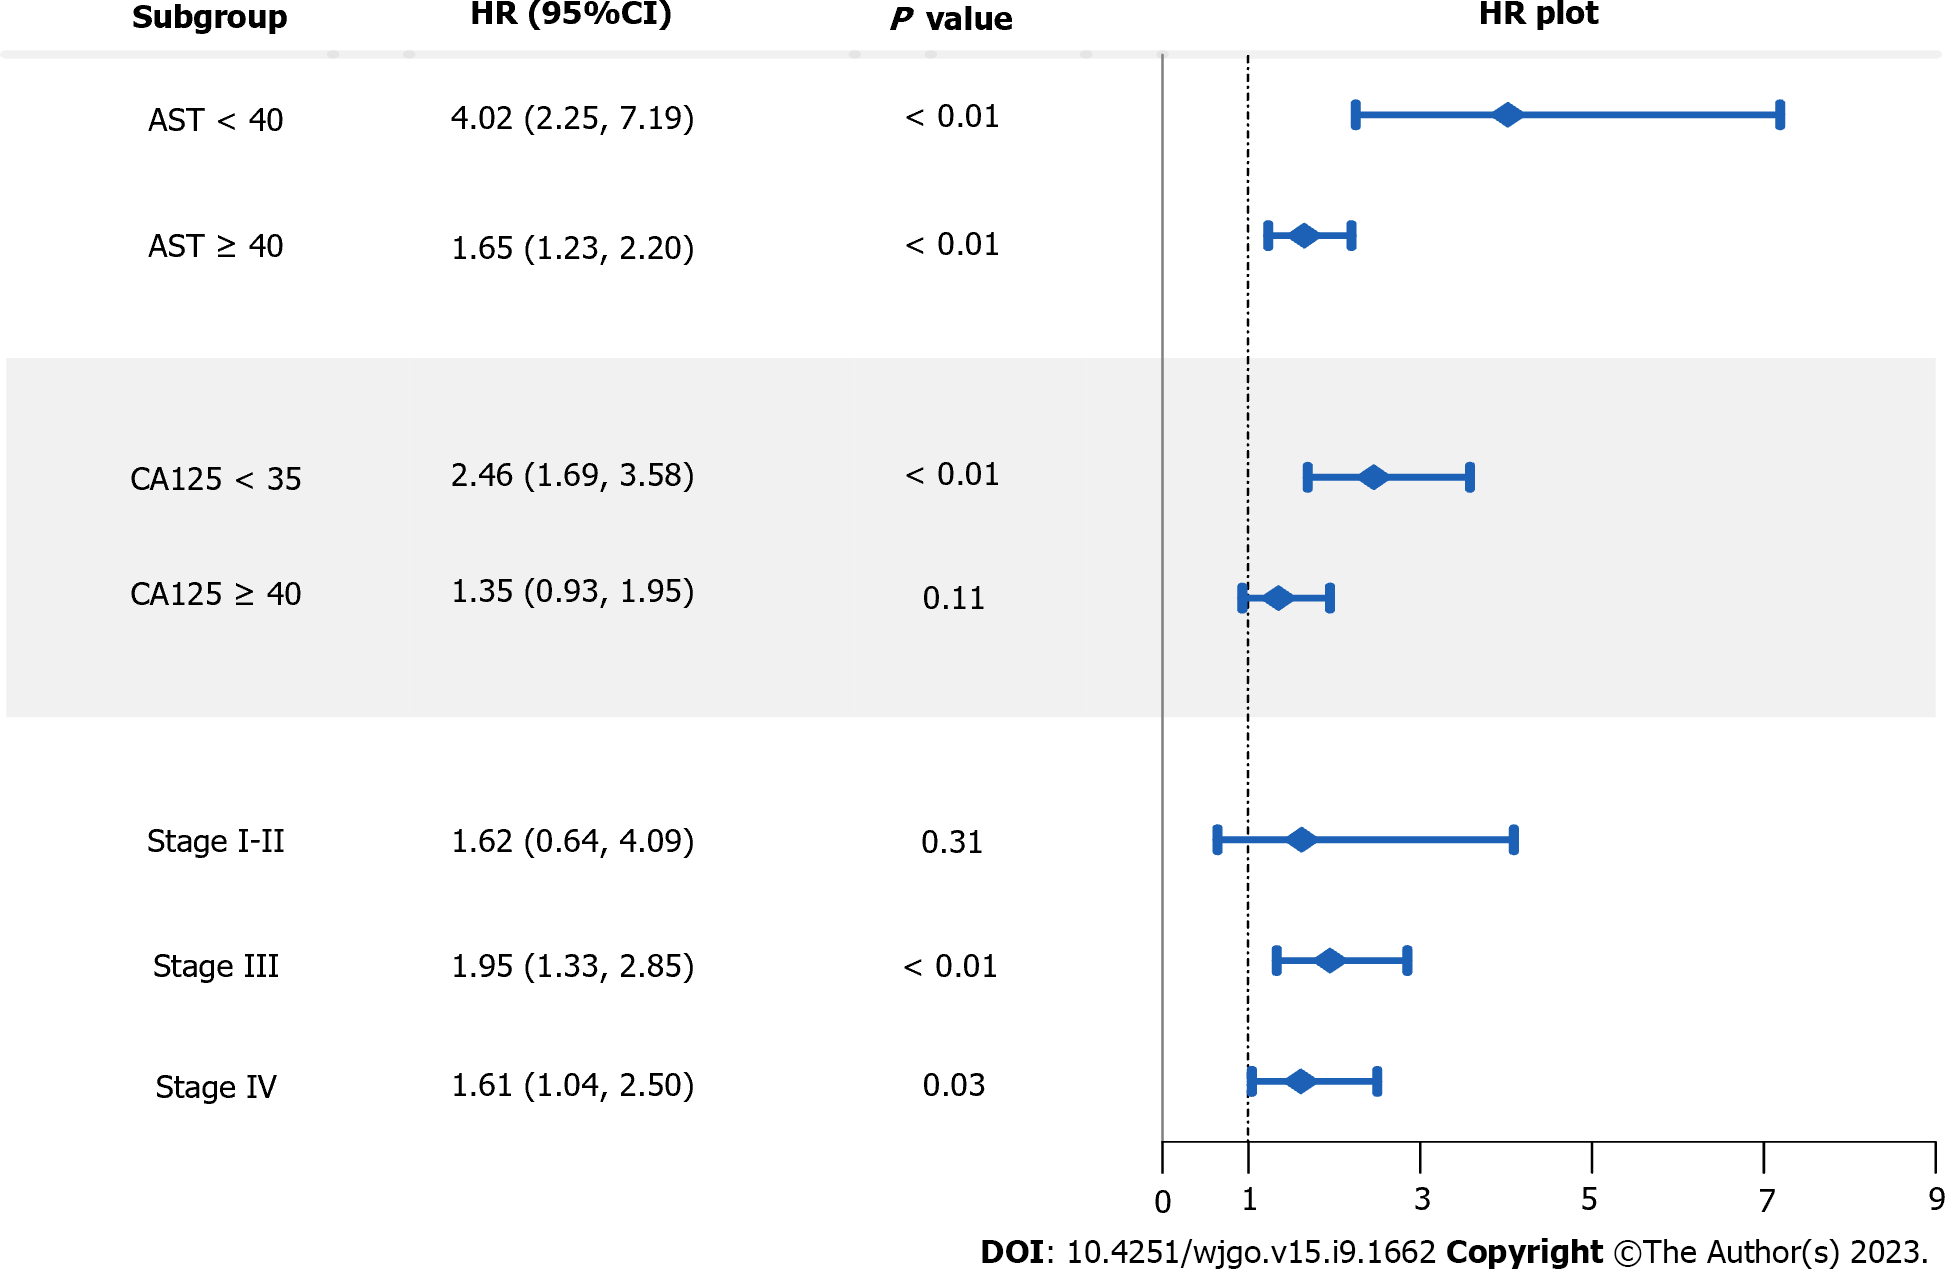 Subgroup HR (95%CI) P value HR plot
AST < 40 4.02 (2.25, 7.19) < 0.01
AST ≥ 40 1.65 (1.23, 2.20) < 0.01
CA125 < 35 2.46 (1.69, 3.58) < 0.01
CA125 ≥ 40 1.35 (0.93, 1.95) 0.11
Stage I-II 1.62 (0.64, 4.09) 0.31
Stage III 1.95 (1.33, 2.85) < 0.01
Stage IV 1.61 (1.04, 2.50) 0.03
0 1 3 5 7 9
DOI: 10.4251/wjgo.v15.i9.1662 Copyright ©The Author(s) 2023.